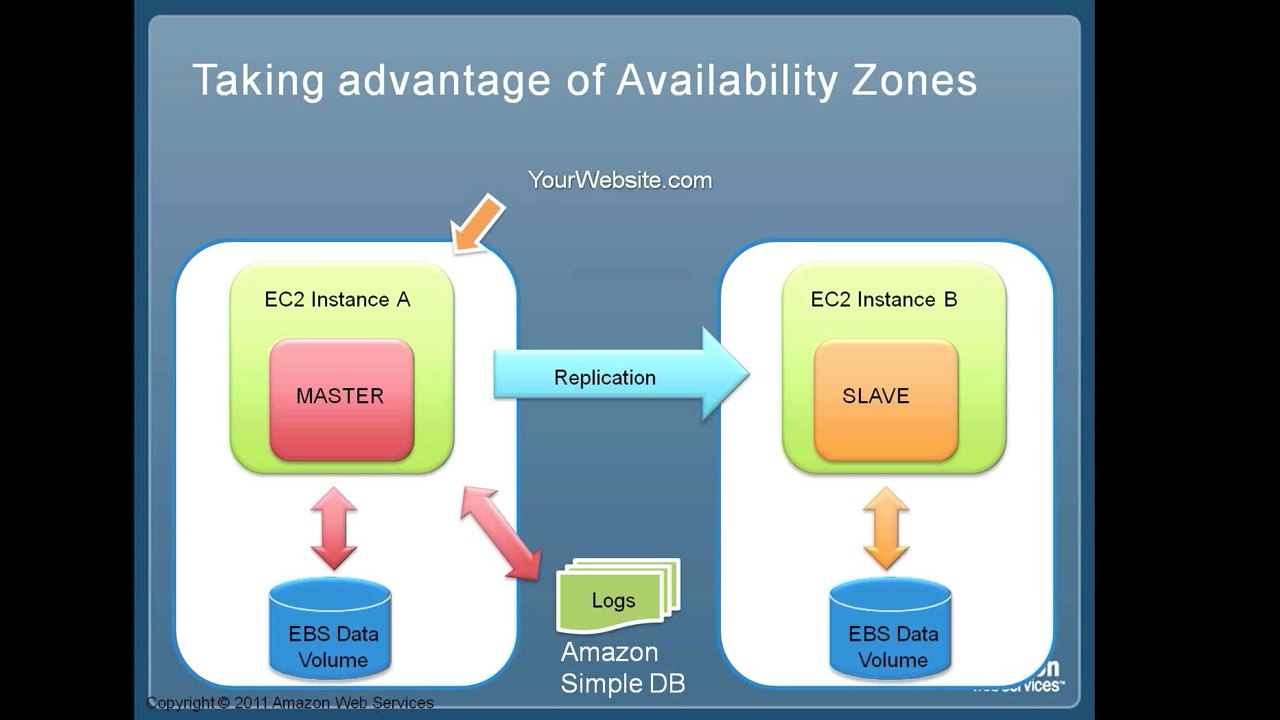 Taking advantage of Availability Zones
YourWebsite.com
EC2 Instance A
MASTER
Replication
EC2 Instance B
SLAVE
EBS Data
Volume
Logs
Amazon
Simple DB
EBS Data
Volume
Copyright © 2011 Amazon Web Services